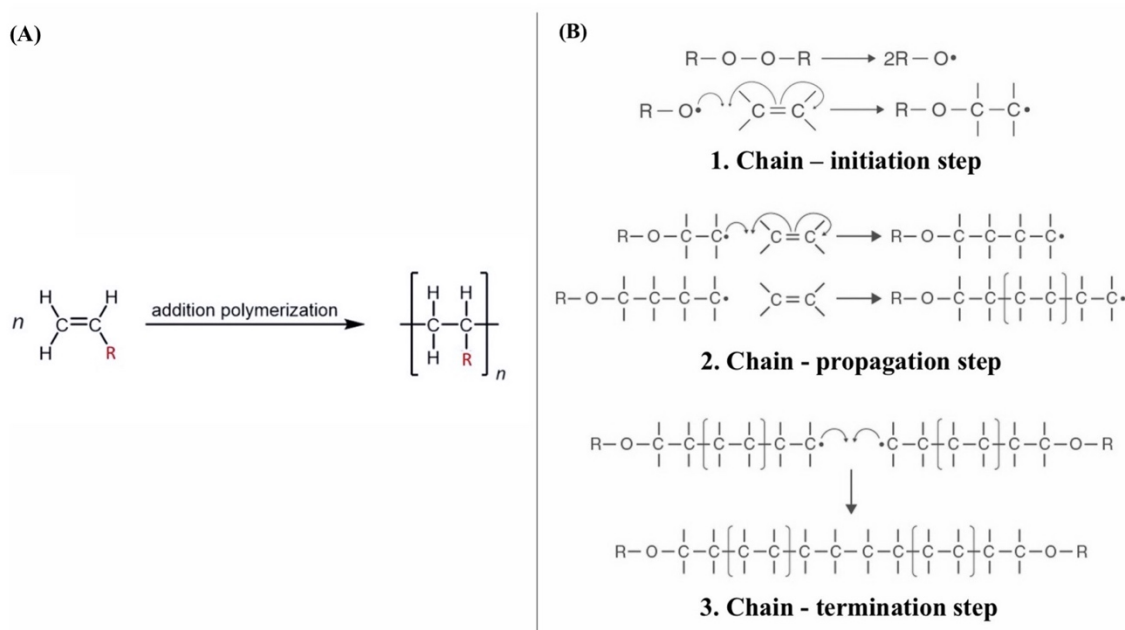 (A)
n H H C=C H R addition polymerization H H C C H R n
(B)
R-O-O-R → 2R-O•
R-O• C=C → R-O-C-C•
1. Chain – initiation step
R-O-C-C• C=C → R-O-C-C-C-C•
R-O-C-C-C-C• C=C → R-O-C-C-C-C-C-C•
2. Chain - propagation step
R-O-C-C-C-C-C-C• •C-C-C-C-C-C-O-R
R-O-C-C-C-C-C-C-C-C-C-C-C-C-O-R
3. Chain - termination step